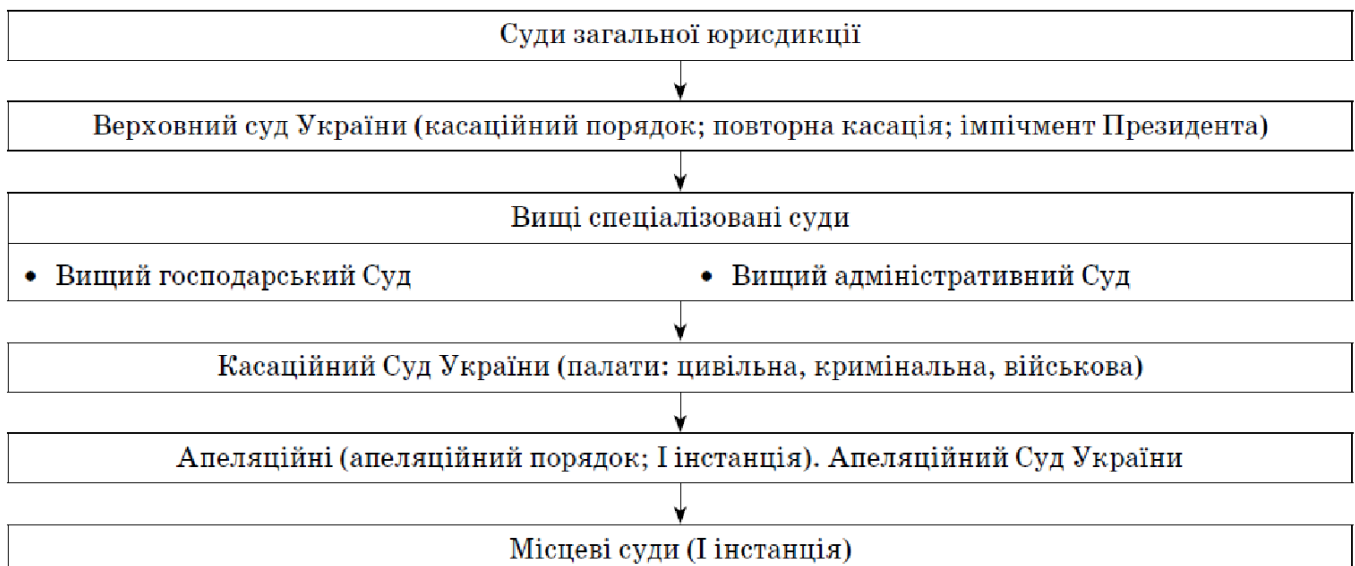 Суди загальної юрисдикції
Верховний суд України (касаційний порядок; повторна касація; імпічмент Президента)
Вищі спеціалізовані суди
• Вищий господарський Суд
• Вищий адміністративний Суд
Касаційний Суд України (палати: цивільна, кримінальна, військова)
Апеляційні (апеляційний порядок; I інстанція). Апеляційний Суд України
Місцеві суди (I інстанція)